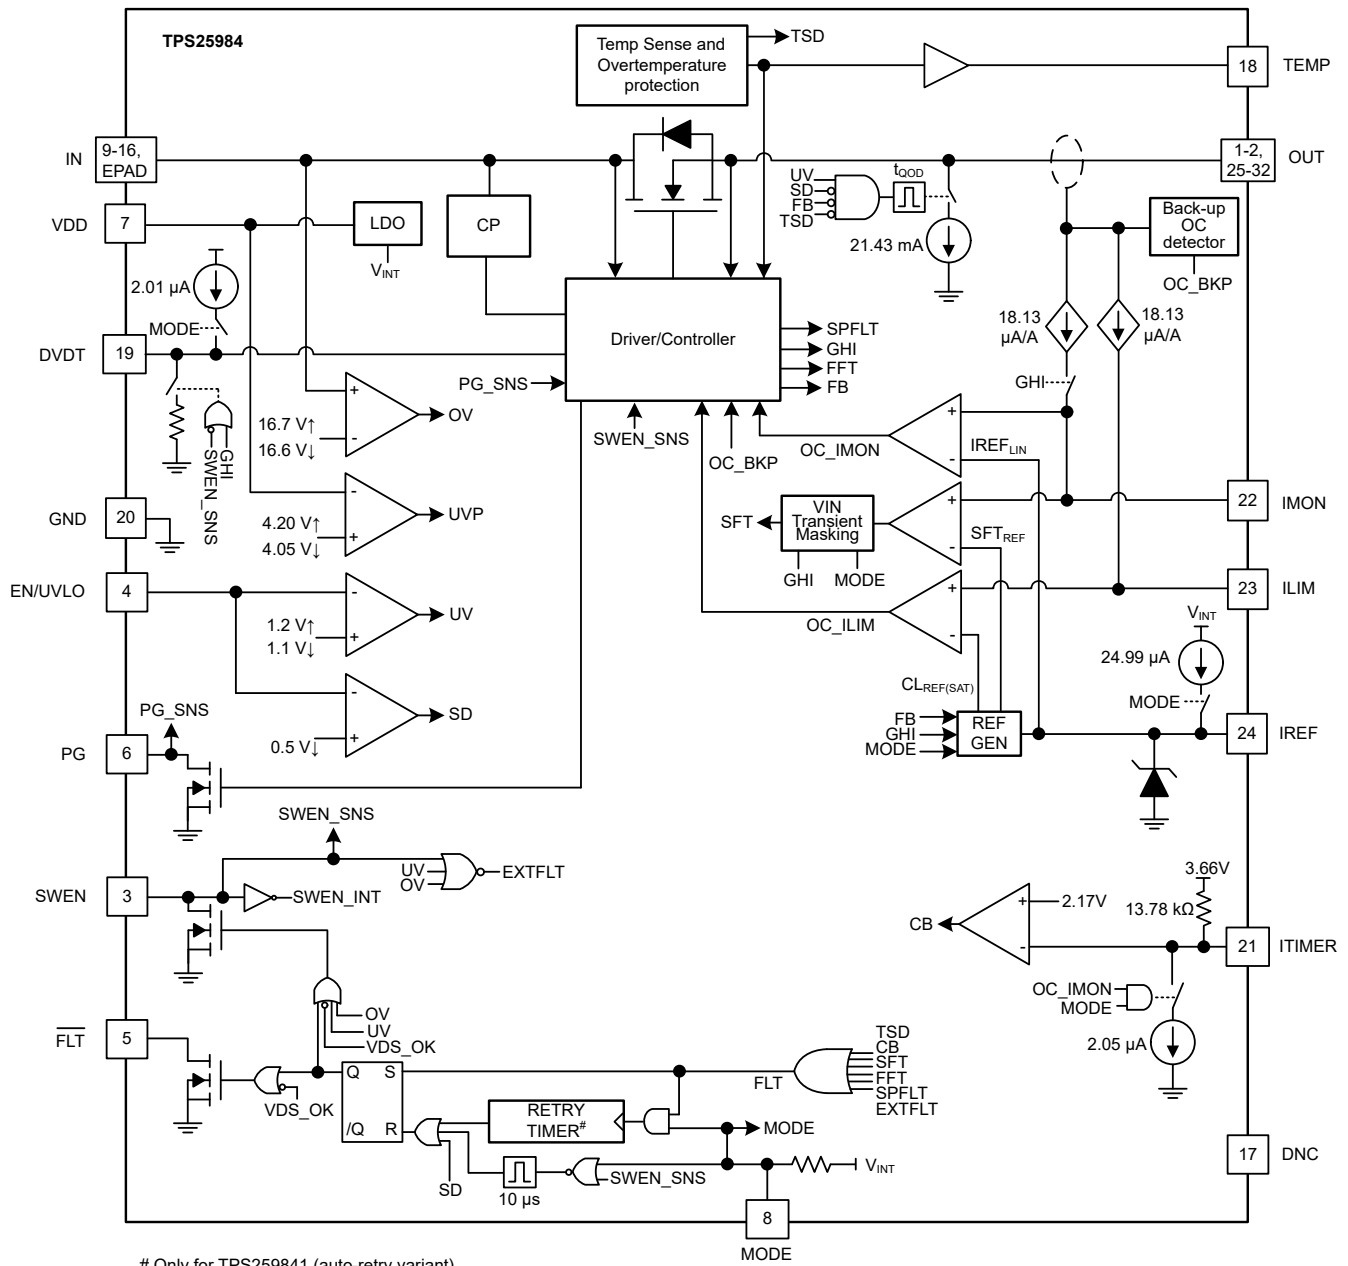 TPS25984
Temp Sense and
Overtemperature
protection
TSD
18
TEMP
IN
9-16,
EPAD
1-2,
25-32
OUT
VDD
7
LDO
VINT
CP
UV
SD
FB
TSD
tQOD
21.43 mA
Back-up
OC
detector
OC_BKP
2.01 µA
MODE
DVDT
19
18.13
µA/A
18.13
µA/A
GHI
Driver/Controller
SPFLT
GHI
FFT
FB
PG_SNS
SWEN_SNS
OC_BKP
OC_IMON
+
-
IREFLIN
SWEN_SNS
GHI
+
-
16.7 V↑
16.6 V↓
OV
GND
20
-
+
4.20 V↑
4.05 V↓
UVP
SFT
VIN
Transient
Masking
GHI
MODE
+
-
SFTREF
22
IMON
EN/UVLO
4
-
+
1.2 V↑
1.1 V↓
UV
OC_ILIM
+
-
23
ILIM
CLREF(SAT)
VINT
24.99 µA
MODE
-
+
0.5 V↓
SD
PG_SNS
PG
6
FB
GHI
MODE
REF
GEN
24
IREF
SWEN_SNS
UV
OV
EXTFLT
SWEN
3
SWEN_INT
3.66V
13.78 kΩ
CB
+
-
2.17V
21
ITIMER
OC_IMON
MODE
2.05 µA
OV
UV
VDS_OK
FLT
5
VDS_OK
Q
S
/Q
R
FLT
TSD
CB
SFT
FFT
SPFLT
EXTFLT
RETRY
TIMER#
MODE
SD
10 µs
SWEN_SNS
VINT
17
DNC
8
MODE
# Only for TPS259841 (auto-retry variant)